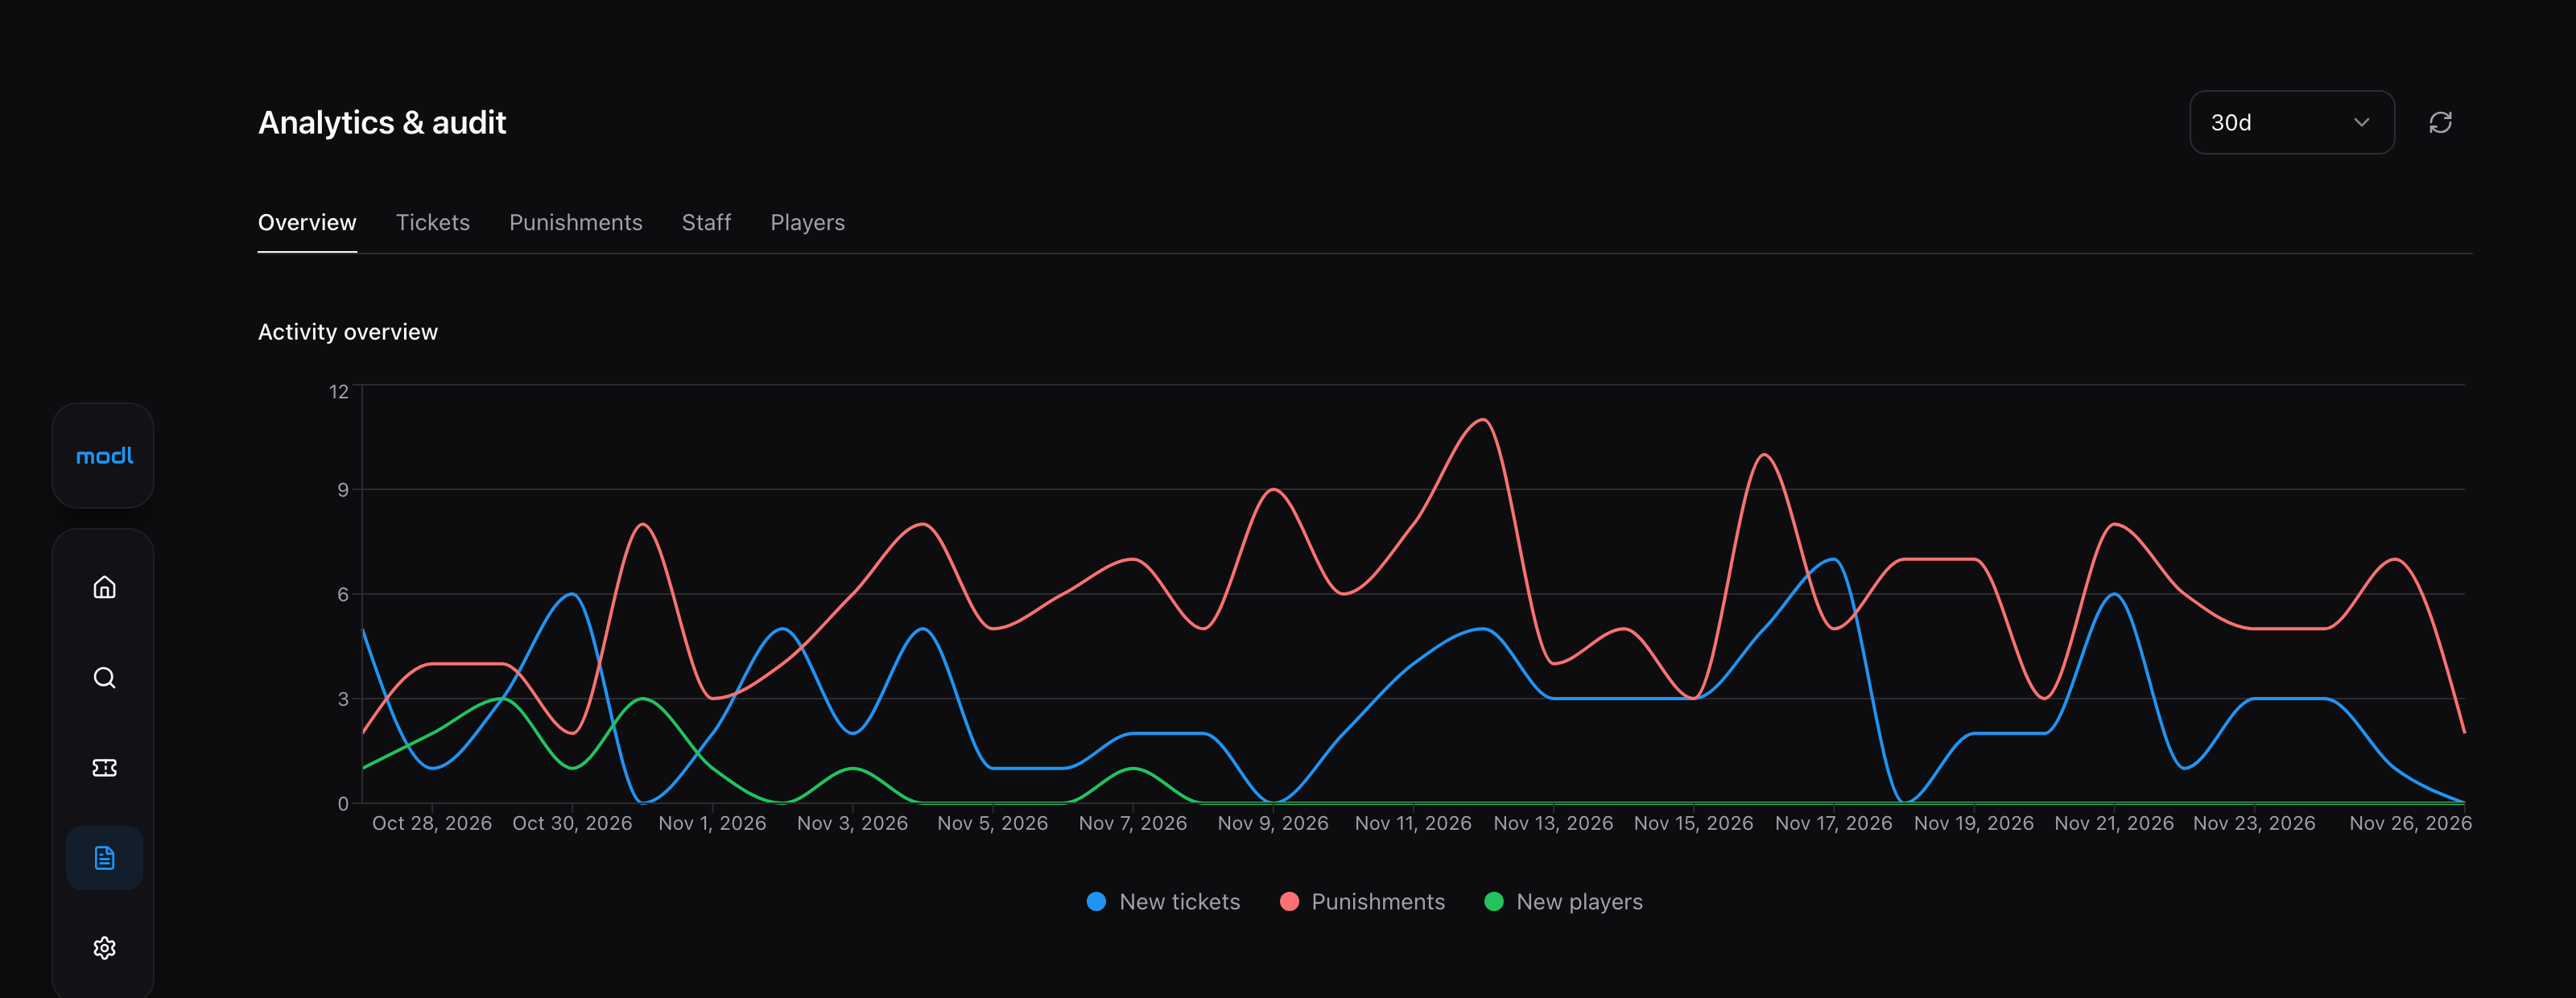 Analytics & audit
30d
Overview Tickets Punishments Staff Players
Activity overview
12
modl
9
6
3
0
Oct 28, 2026 Oct 30, 2026 Nov 1, 2026 Nov 3, 2026 Nov 5, 2026 Nov 7, 2026 Nov 9, 2026 Nov 11, 2026 Nov 13, 2026 Nov 15, 2026 Nov 17, 2026 Nov 19, 2026 Nov 21, 2026 Nov 23, 2026 Nov 26, 2026
New tickets Punishments New players